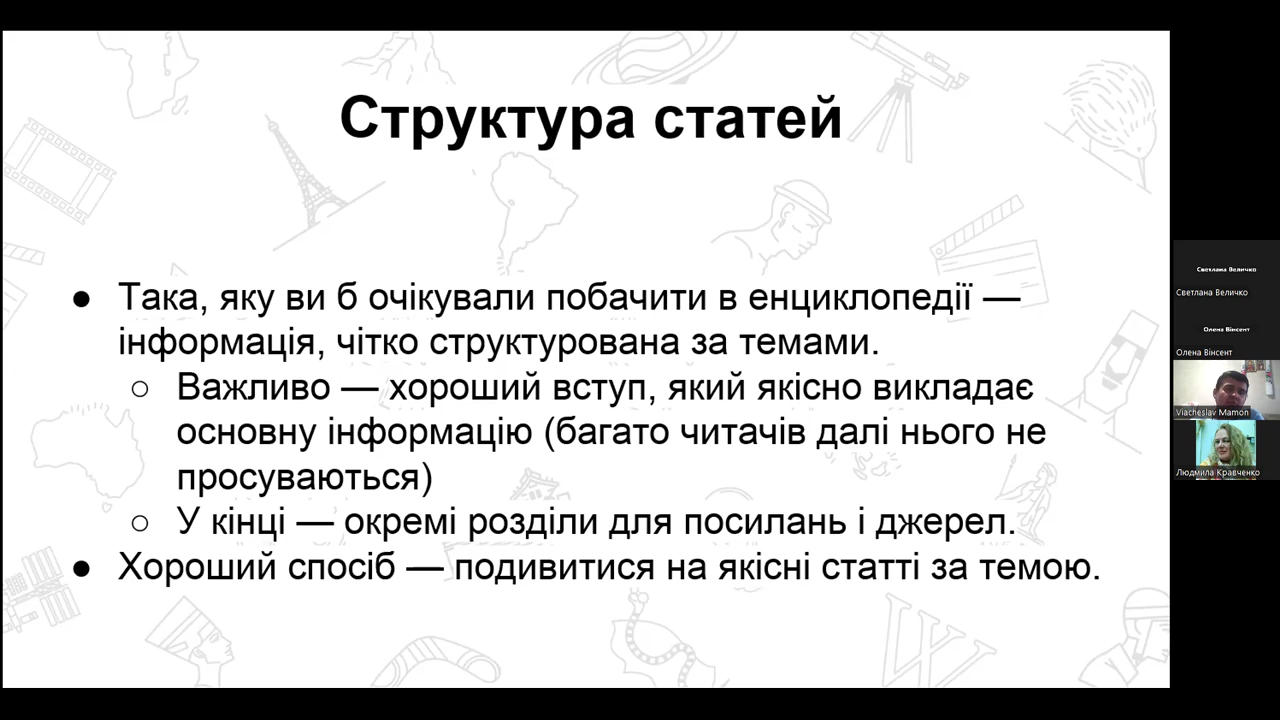 Структура статей
● Така, яку ви б очікували побачити в енциклопедії —
інформація, чітко структурована за темами.
○ Важливо — хороший вступ, який якісно викладає
основну інформацію (багато читачів далі нього не
просуваються)
○ У кінці — окремі розділи для посилань і джерел.
● Хороший спосіб — подивитися на якісні статті за темою.
Светлана Величко
Светлана Величко
Олена Вінсент
Олена Вінсент
Viacheslav Mamon
Людмила Кравченко